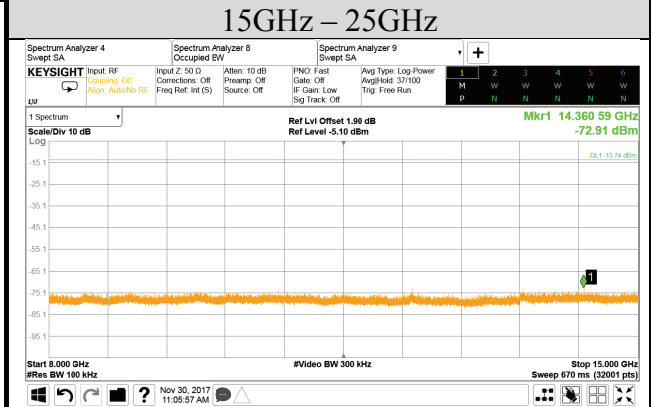 15GHz – 25GHz
Spectrum Analyzer 4
Swept SA
Spectrum Analyzer 8
Occupied BW
Spectrum Analyzer 9
Swept SA
KEYSIGHT
Input: RF
Coupling: DC
Align: Auto/No RF
Input Z: 50 Ω
Corrections: Off
Freq Ref: Int (S)
Atten: 10 dB
Preamp: Off
Source: Off
PNO: Fast
Gate: Off
IF Gain: Low
Sig Track: Off
Avg Type: Log-Power
Avg|Hold: 37/100
Trig: Free Run
1 2 3 4 5 6
M W W W W W
P N N N N N
1 Spectrum
Scale/Div 10 dB
Log
Ref Lvl Offset 1.90 dB
Ref Level -5.10 dBm
Mkr1 14.360 59 GHz
-72.91 dBm
DL1 -13.74 dBm
-15.1
-25.1
-35.1
-45.1
-55.1
-65.1
-75.1
-85.1
-95.1
1
Start 8.000 GHz
#Res BW 100 kHz
#Video BW 300 kHz
Stop 15.000 GHz
Sweep 670 ms (32001 pts)
Nov 30, 2017
11:05:57 AM